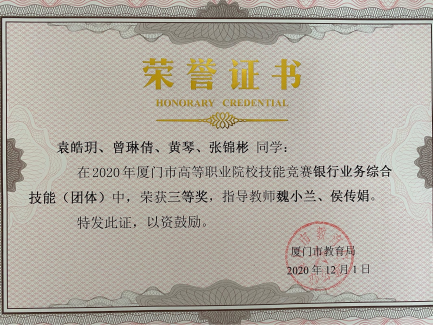 荣誉证书
HONORARY CREDENTIAL
袁皓玥、曾琳倩、黄琴、张锦彬 同学：
在2020年厦门市高等职业院校技能竞赛银行业务综合
技能（团体）中，荣获三等奖，指导教师魏小兰、侯传娟。
特发此证，以资鼓励。
厦门市教育局
2020年12月1日